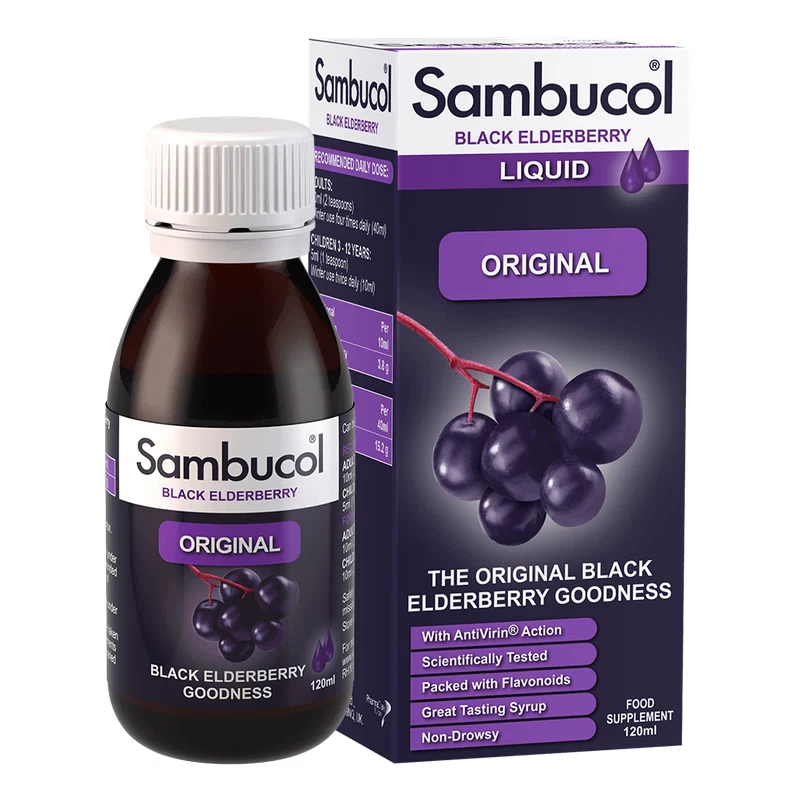 Sambucol®
BLACK ELDERBERRY
RECOMMENDED DAILY DOSE:
(2 teaspoons)
Winter use four times daily (40ml)
CHILDREN 3 - 12 YEARS:
5ml (1 teaspoon)
Winter use twice daily (10ml)
Per
10ml
3.8 g
Per
40ml
15.2 g
Sambucol®
BLACK ELDERBERRY
LIQUID
ORIGINAL
THE ORIGINAL BLACK
ELDERBERRY GOODNESS
With AntiVirin® Action
Scientifically Tested
Packed with Flavonoids
Great Tasting Syrup
Non-Drowsy
FOOD
SUPPLEMENT
120ml
Sambucol®
BLACK ELDERBERRY
ORIGINAL
BLACK ELDERBERRY
GOODNESS
120ml